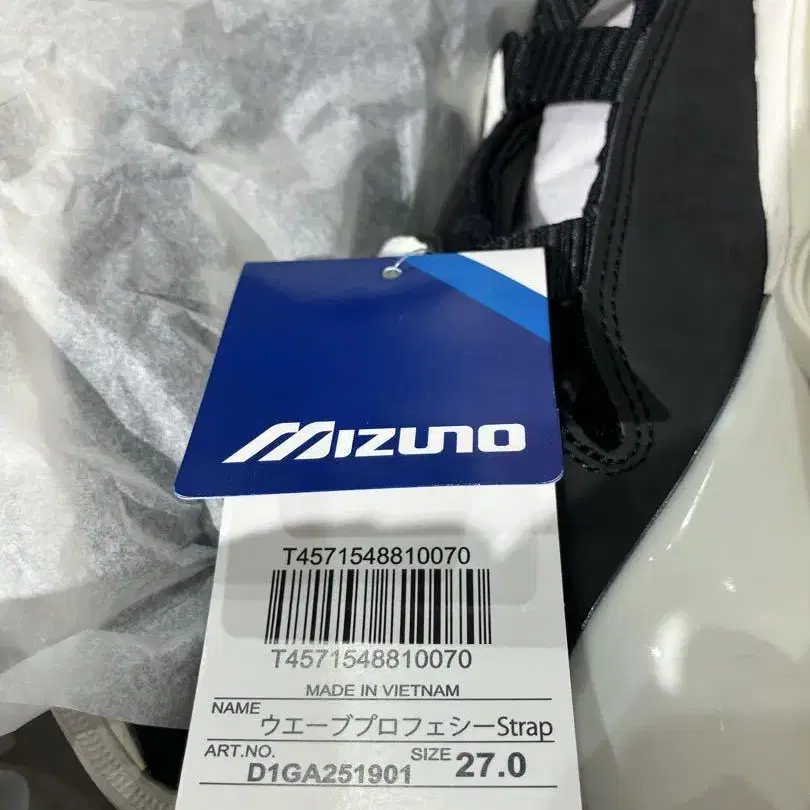 MIZUNO
T4571548810070
T4571548810070
MADE IN VIETNAM
NAME ウエーブプロフェシーStrap
ART.NO. D1GA251901 SIZE 27.0